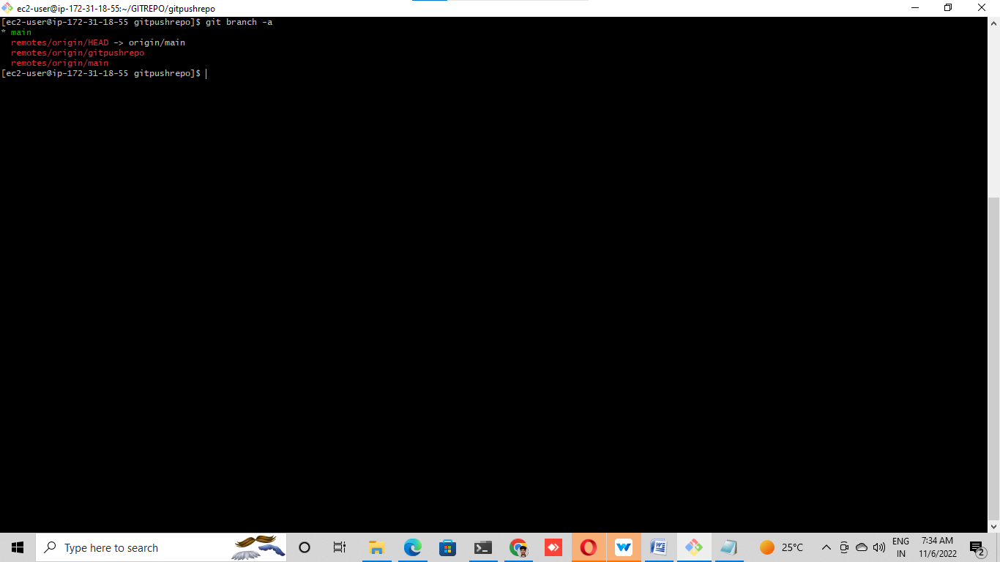 ec2-user@ip-172-31-18-55:~/GITREPO/gitpushrepo
[ec2-user@ip-172-31-18-55 gitpushrepo]$ git branch -a
* main
  remotes/origin/HEAD -> origin/main
  remotes/origin/gitpushrepo
  remotes/origin/main
[ec2-user@ip-172-31-18-55 gitpushrepo]$
Type here to search
25°C
ENG
IN
7:34 AM
11/6/2022
2